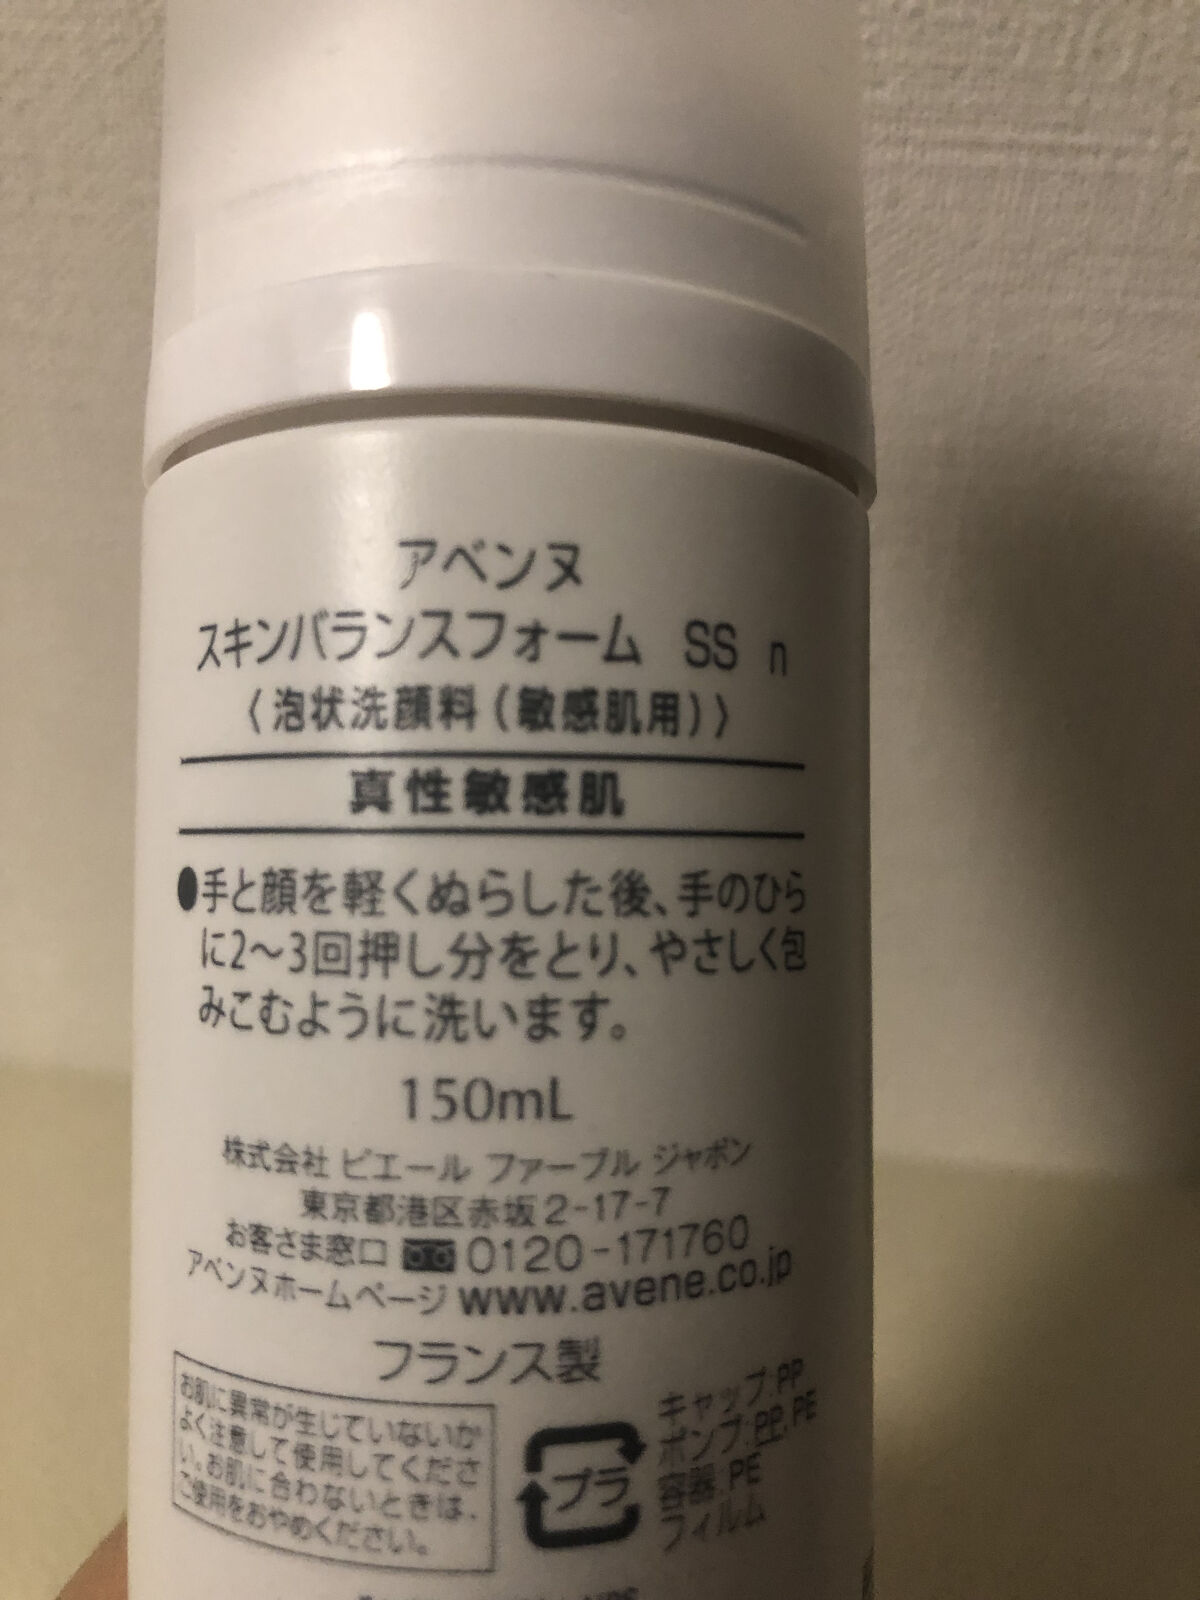 アベンヌ
スキンバランスフォーム SS n
〈泡状洗顔料(敏感肌用)〉
真性敏感肌
●手と顔を軽くぬらした後、手のひら
に2〜3回押し分をとり、やさしく包
みこむように洗います。
150mL
株式会社 ピエール ファーブル ジャポン
東京都港区赤坂2-17-7
お客さま窓口 0120-171760
アベンヌホームページ www.avene.co.jp
フランス製
お肌に異常が生じていないか
よく注意して使用してくださ
い。お肌に合わないときは、
ご使用をおやめください。
プラ
キャップ:PP
ポンプ:PP,PE
容器:PE
フィルム